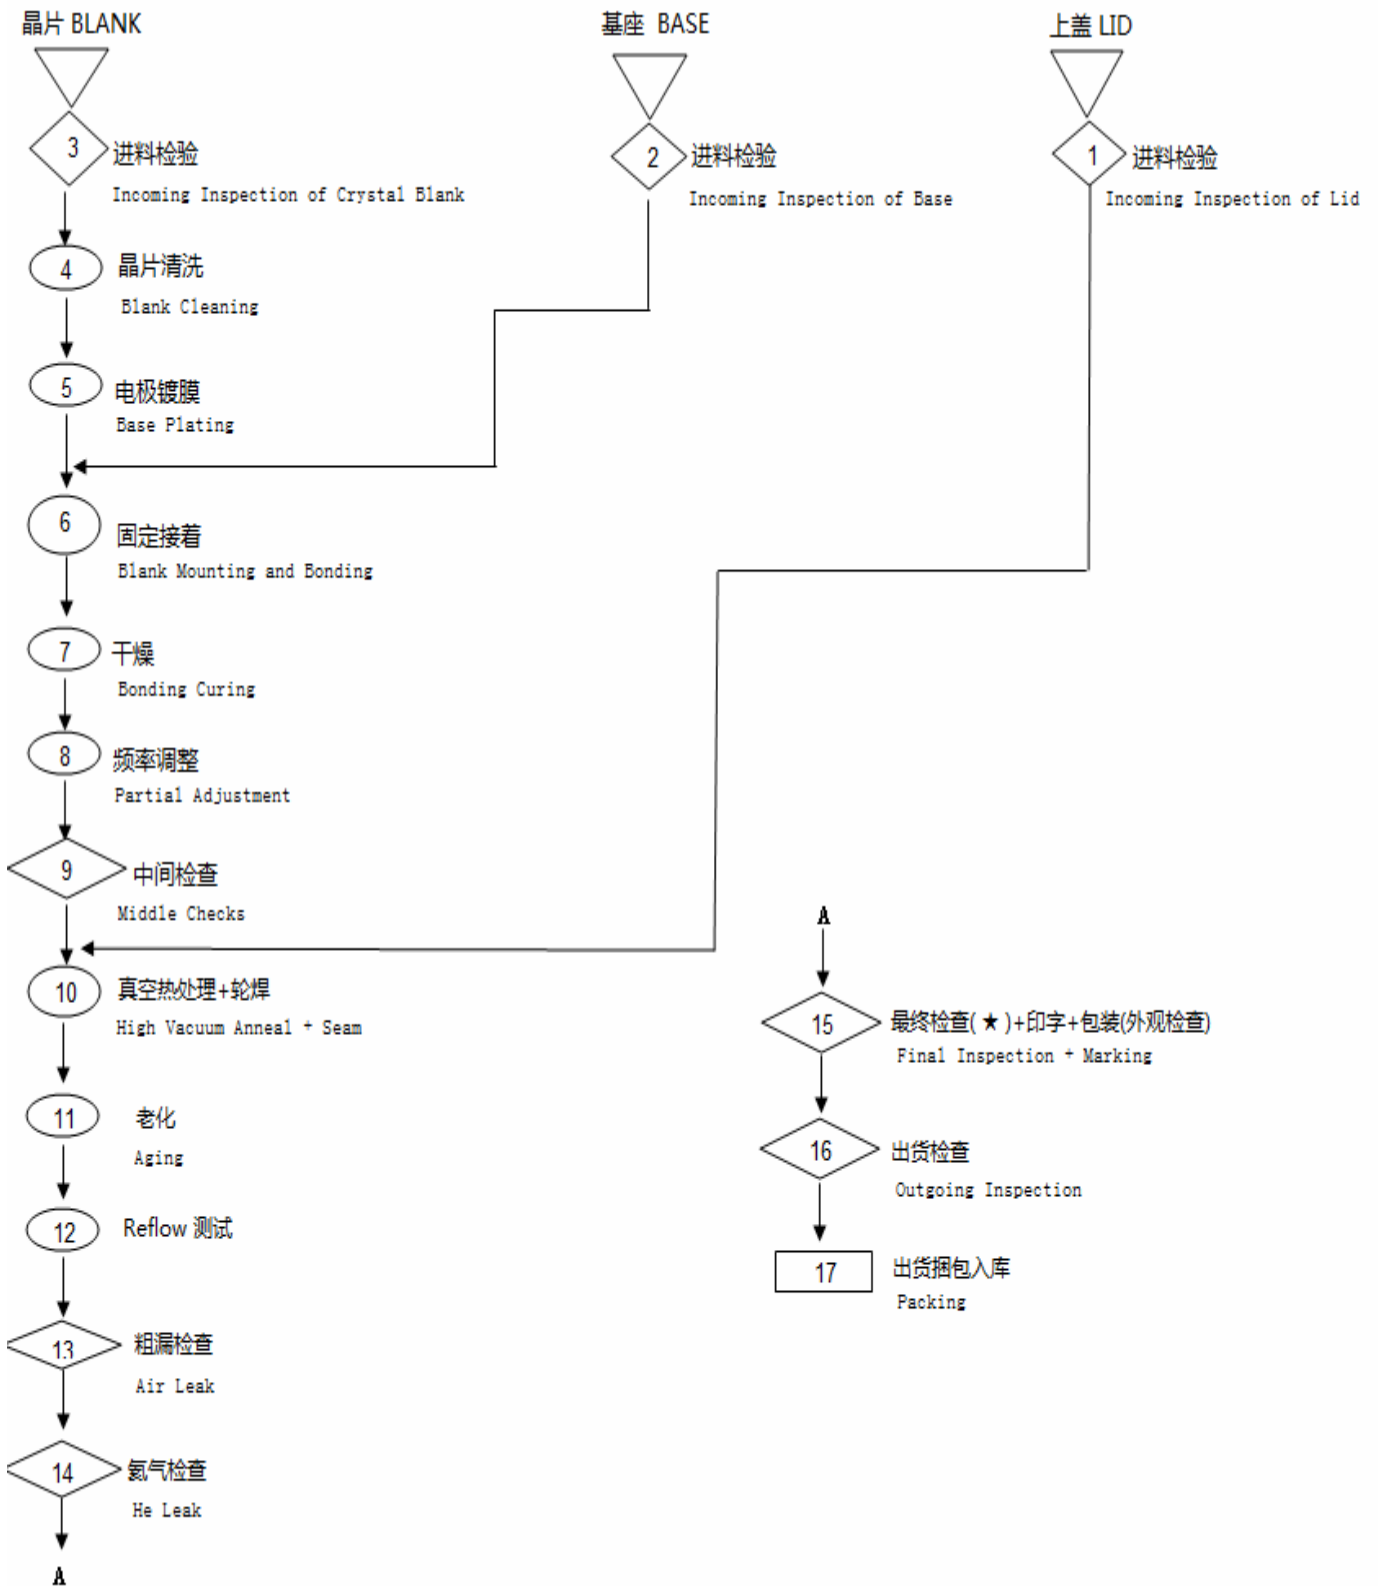 晶片 BLANK
基座 BASE
上盖 LID
3
进料检验
Incoming Inspection of Crystal Blank
2
进料检验
Incoming Inspection of Base
1
进料检验
Incoming Inspection of Lid
4
晶片清洗
Blank Cleaning
5
电极镀膜
Base Plating
6
固定接着
Blank Mounting and Bonding
7
干燥
Bonding Curing
8
频率调整
Partial Adjustment
9
中间检查
Middle Checks
10
真空热处理+轮焊
High Vacuum Anneal + Seam
11
老化
Aging
12
Reflow 测试
13
粗漏检查
Air Leak
14
氦气检查
He Leak
A
A
15
最终检查(★)+印字+包装(外观检查)
Final Inspection + Marking
16
出货检查
Outgoing Inspection
17
出货捆包入库
Packing